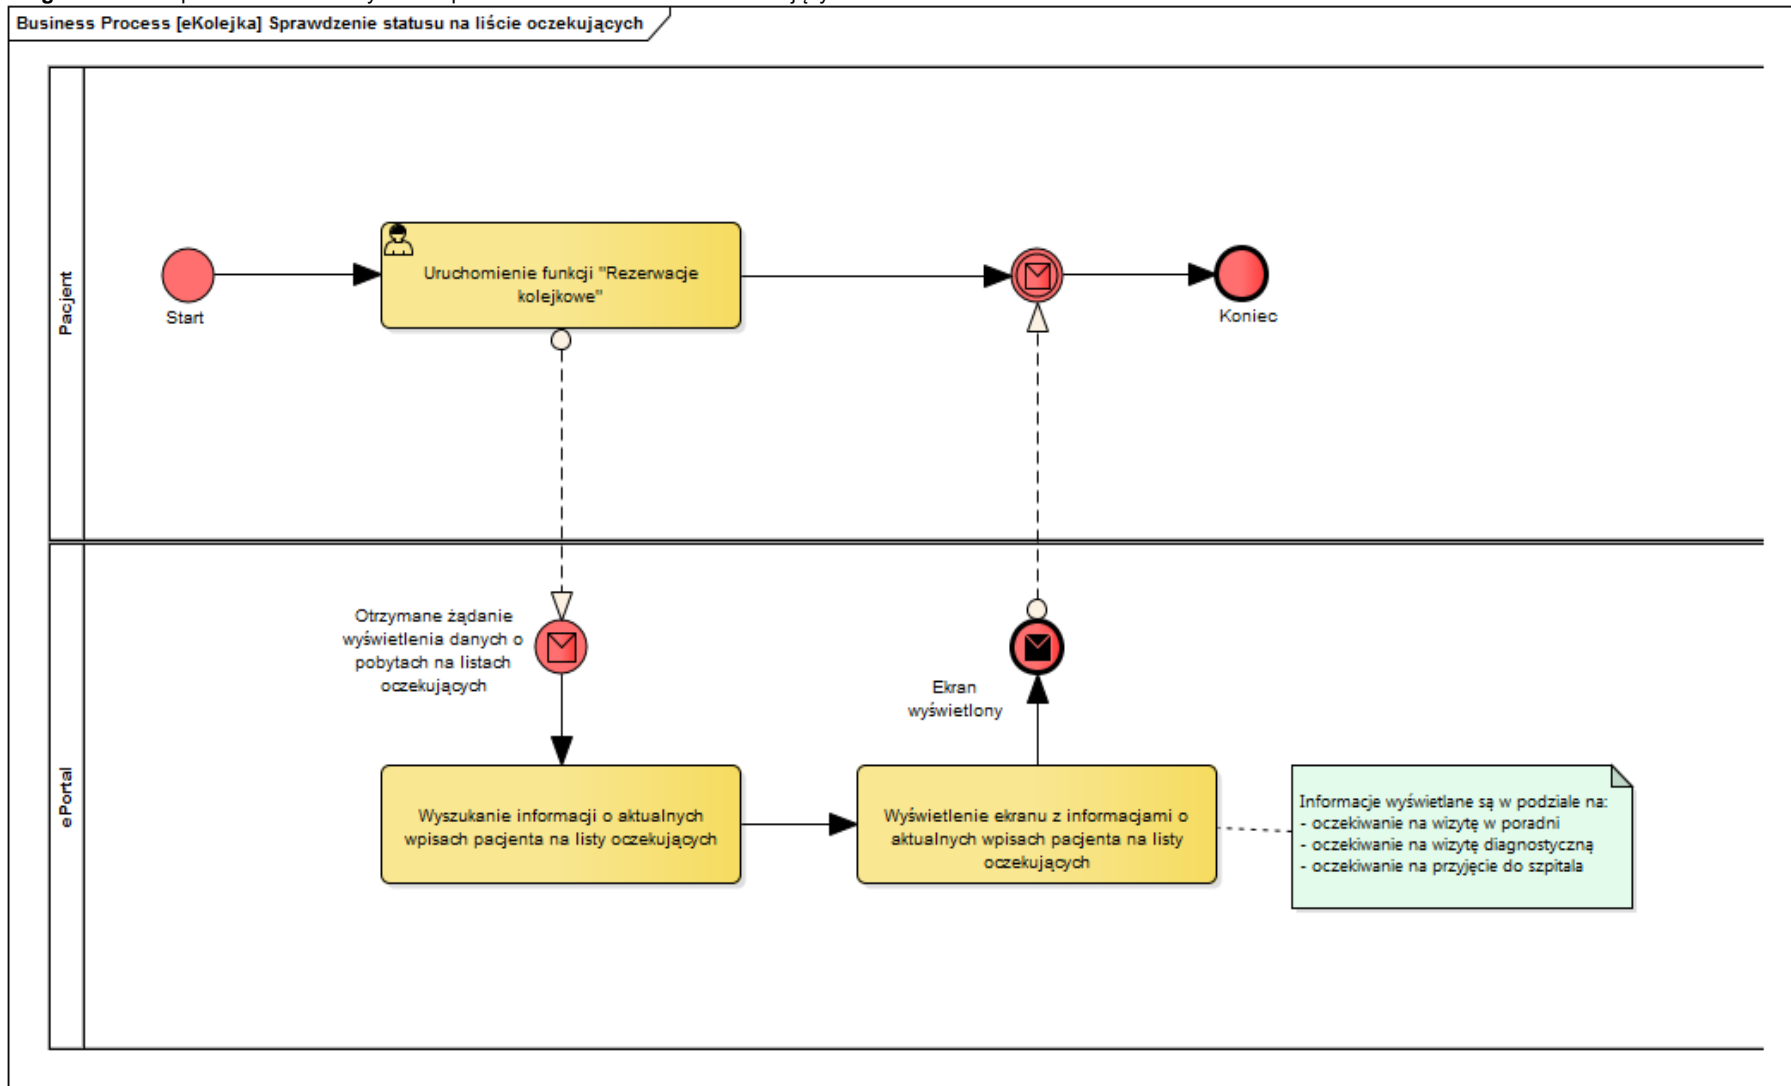 Business Process [eKolejka] Sprawdzenie statusu na liście oczekujących
Pacjent
Uruchomienie funkcji "Rezerwacje
kolejkowe"
Start
Koniec
ePortal
Otrzymane żądanie
wyświetlenia danych o
pobytach na listach
oczekujących
Ekran
wyświetlony
Wyszukanie informacji o aktualnych
wpisach pacjenta na listy oczekujących
Wyświetlenie ekranu z informacjami o
aktualnych wpisach pacjenta na listy
oczekujących
Informacje wyświetlane są w podziale na:
- oczekiwanie na wizytę w poradni
- oczekiwanie na wizytę diagnostyczną
- oczekiwanie na przyjęcie do szpitala